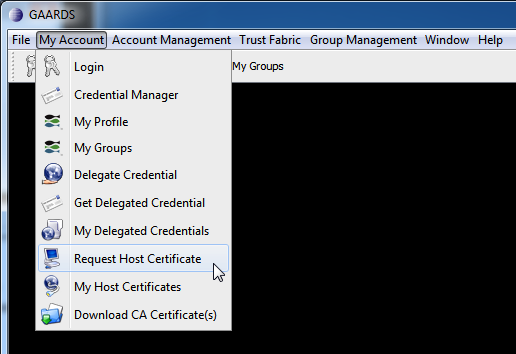 GAARDS
File My Account Account Management Trust Fabric Group Management Window Help
My Groups
Login
Credential Manager
My Profile
My Groups
Delegate Credential
Get Delegated Credential
My Delegated Credentials
Request Host Certificate
My Host Certificates
Download CA Certificate(s)